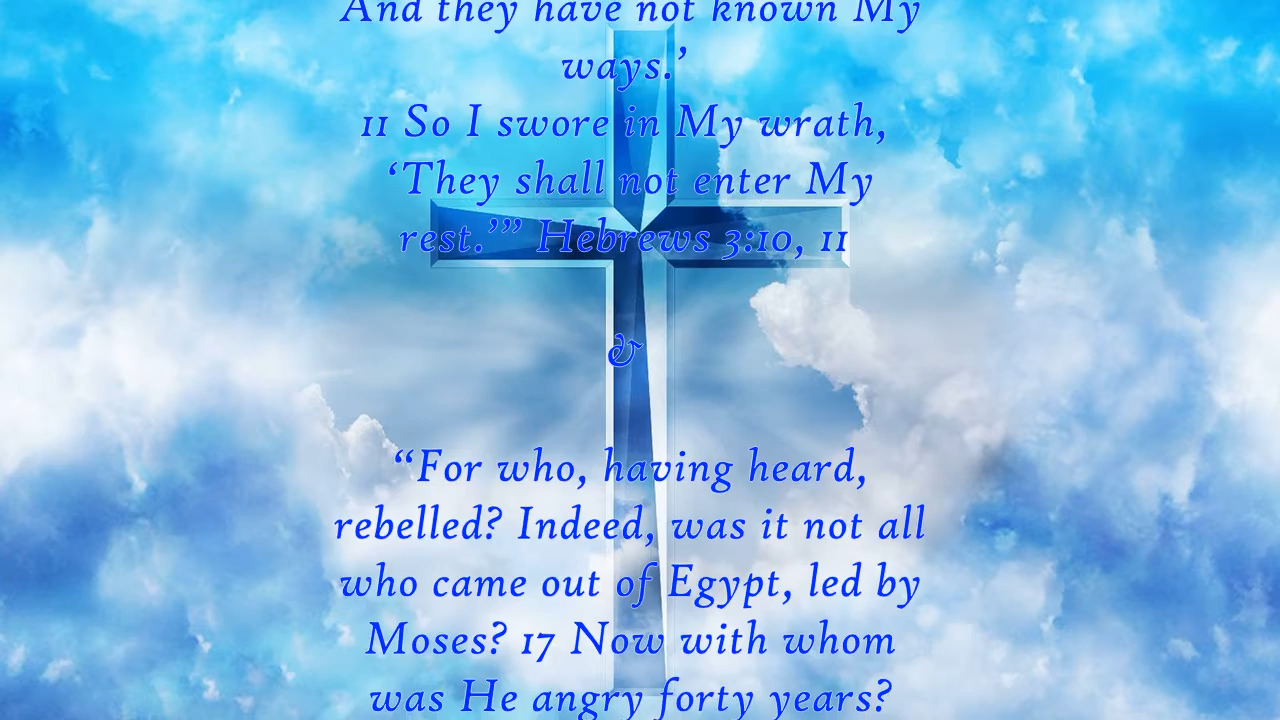 And they have not known My
ways.’
11 So I swore in My wrath,
‘They shall not enter My
rest.’” Hebrews 3:10, 11
&
“For who, having heard,
rebelled? Indeed, was it not all
who came out of Egypt, led by
Moses? 17 Now with whom
was He angry forty years?